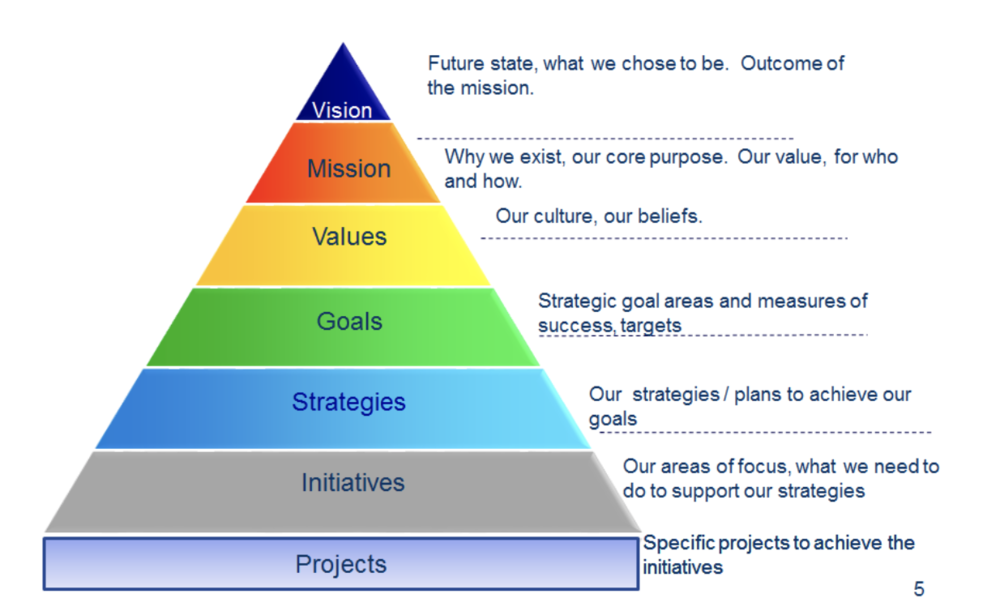 Future state, what we chose to be. Outcome of
the mission.
Vision
Mission
Why we exist, our core purpose. Our value, for who
and how.
Values
Our culture, our beliefs.
Goals
Strategic goal areas and measures of
success, targets
Strategies
Our strategies / plans to achieve our
goals
Initiatives
Our areas of focus, what we need to
do to support our strategies
Projects
Specific projects to achieve the
initiatives
5